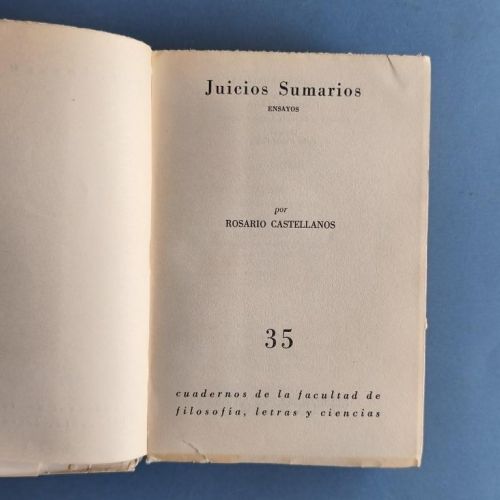 Juicios Sumarios
ENSAYOS
por
ROSARIO CASTELLANOS
35
cuadernos de la facultad de
filosofía, letras y ciencias